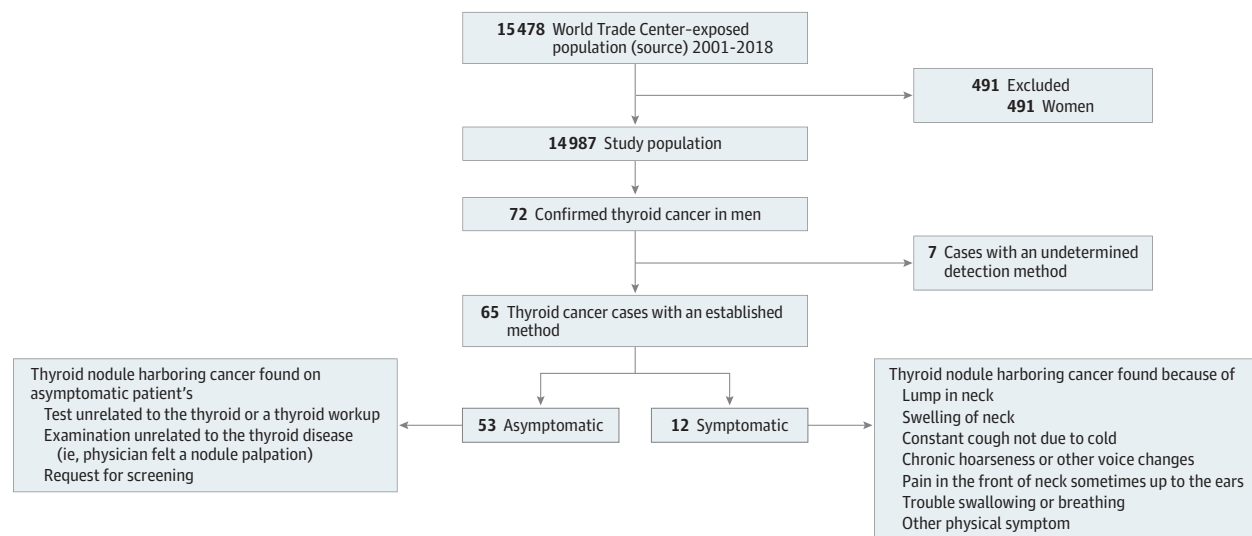 15478 World Trade Center-exposed
population (source) 2001-2018
491 Excluded
491 Women
14987 Study population
72 Confirmed thyroid cancer in men
7 Cases with an undetermined
detection method
65 Thyroid cancer cases with an established
method
Thyroid nodule harboring cancer found on
asymptomatic patient's
Test unrelated to the thyroid or a thyroid workup
Examination unrelated to the thyroid disease
(ie, physician felt a nodule palpation)
Request for screening
53 Asymptomatic
12 Symptomatic
Thyroid nodule harboring cancer found because of
Lump in neck
Swelling of neck
Constant cough not due to cold
Chronic hoarseness or other voice changes
Pain in the front of neck sometimes up to the ears
Trouble swallowing or breathing
Other physical symptom